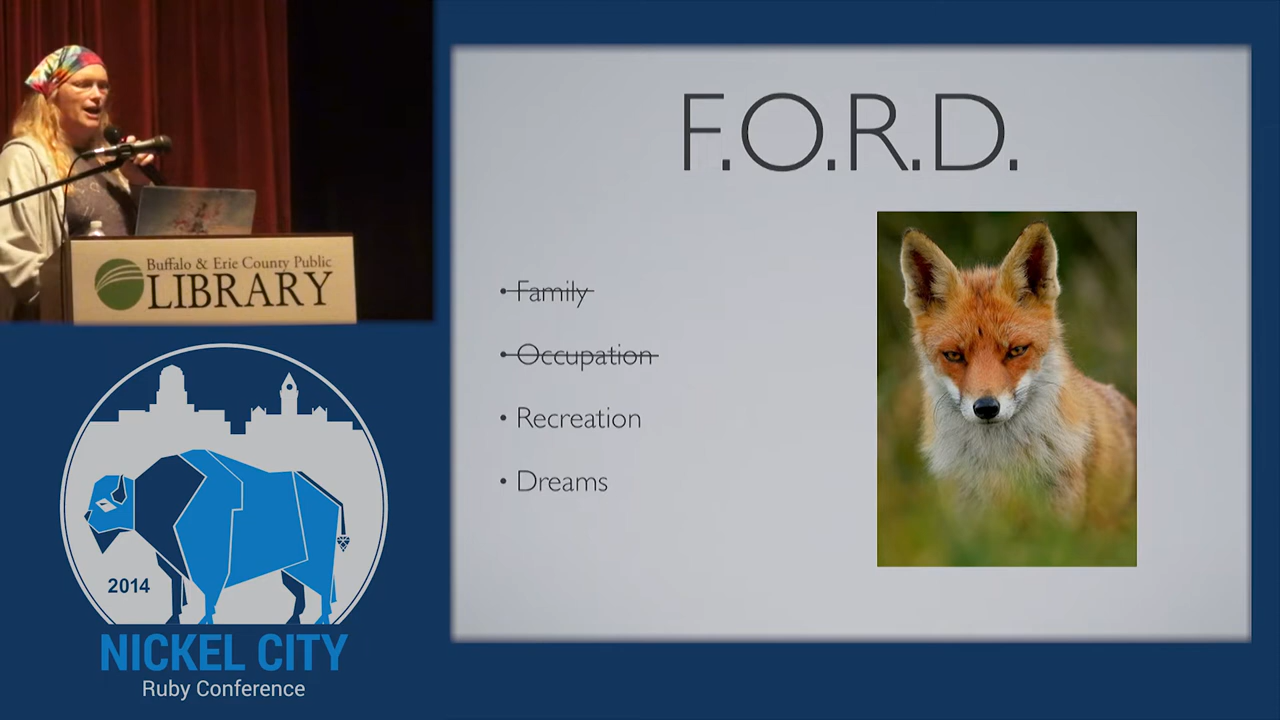 F.O.R.D.
• Family
• Occupation
• Recreation
• Dreams
Buffalo & Erie County Public
LIBRARY
2014
NICKEL CITY
Ruby Conference